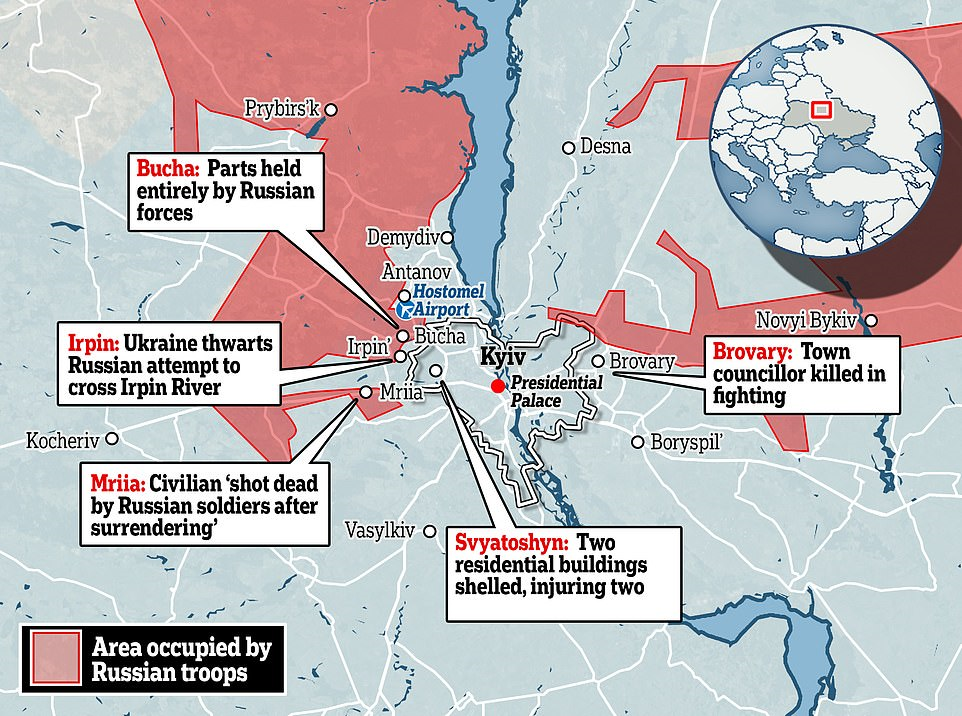 Prybirs'k
Desna
Bucha: Parts held
entirely by Russian
forces
Demydiv
Antanov
Hostomel
Airport
Novyi Bykiv
Irpin: Ukraine thwarts
Russian attempt to
cross Irpin River
Bucha
Irpin'
Kyiv
Brovary
Brovary: Town
councillor killed in
fighting
Presidential
Palace
Mriia
Kocheriv
Boryspil'
Mriia: Civilian ‘shot dead
by Russian soldiers after
surrendering’
Vasylkiv
Svyatoshyn: Two
residential buildings
shelled, injuring two
Area occupied by
Russian troops